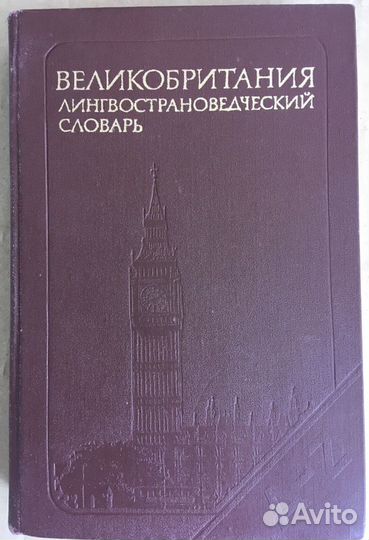 ВЕЛИКОБРИТАНИЯ
ЛИНГВОСТРАНОВЕДЧЕСКИЙ
СЛОВАРЬ
Avito